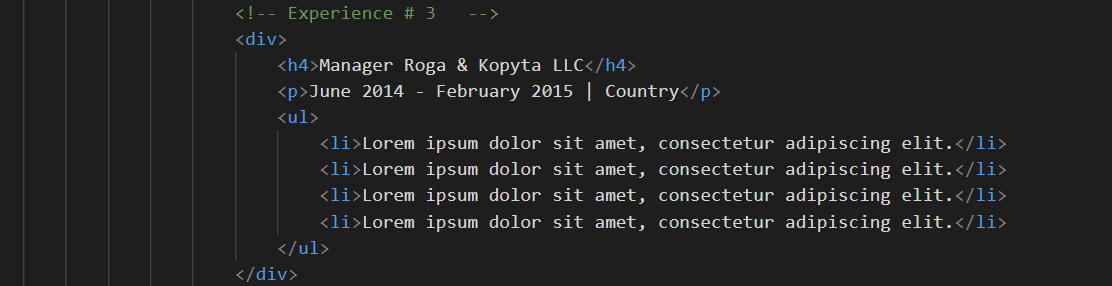 <!-- Experience # 3   -->
<div>
<h4>Manager Roga & Kopyta LLC</h4>
<p>June 2014 - February 2015 | Country</p>
<ul>
<li>Lorem ipsum dolor sit amet, consectetur adipiscing elit.</li>
<li>Lorem ipsum dolor sit amet, consectetur adipiscing elit.</li>
<li>Lorem ipsum dolor sit amet, consectetur adipiscing elit.</li>
<li>Lorem ipsum dolor sit amet, consectetur adipiscing elit.</li>
</ul>
</div>